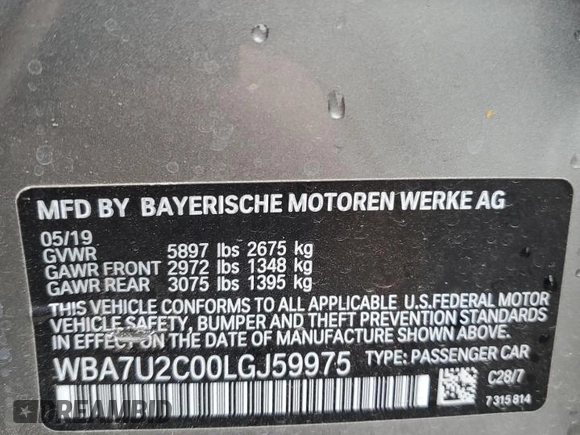 MFD BY BAYERISCHE MOTOREN WERKE AG
05/19
GVWR 5897 lbs 2675 kg
GAWR FRONT 2972 lbs 1348 kg
GAWR REAR 3075 lbs 1395 kg
THIS VEHICLE CONFORMS TO ALL APPLICABLE U.S.FEDERAL MOTOR
VEHICLE SAFETY, BUMPER AND THEFT PREVENTION STANDARDS
IN EFFECT ON THE DATE OF MANUFACTURE SHOWN ABOVE.
WBA7U2C00LGJ59975 TYPE: PASSENGER CAR
C28/7
7 315 814
DEALERS AUCTION